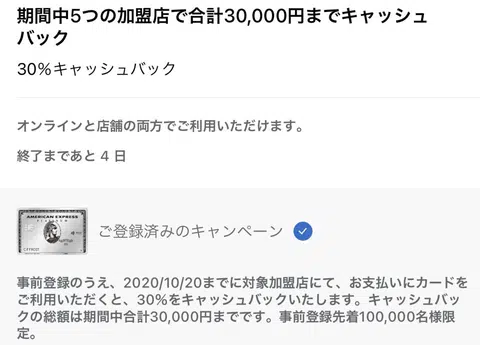 期間中5つの加盟店で合計30,000円までキャッシュ
バック
30%キャッシュバック
オンラインと店舗の両方でご利用いただけます。
終了まであと 4 日
AMERICAN EXPRESS
ご登録済みのキャンペーン
事前登録のうえ、2020/10/20までに対象加盟店にて、お支払いにカードを
ご利用いただくと、30%をキャッシュバックいたします。キャッシュバッ
クの総額は期間中合計30,000円までです。事前登録先着100,000名様限
定。